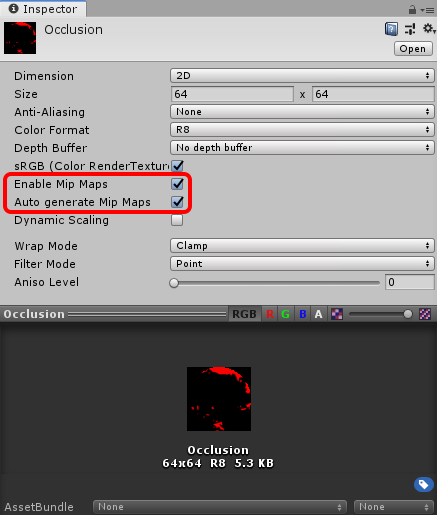 Inspector
Occlusion
Open
Dimension 2D
Size 64 x 64
Anti-Aliasing None
Color Format R8
Depth Buffer No depth buffer
sRGB (Color RenderTexture
Enable Mip Maps
Auto generate Mip Maps
Dynamic Scaling
Wrap Mode Clamp
Filter Mode Point
Aniso Level 0
Occlusion RGB R G B A
Occlusion
64x64 R8 5.3 KB
AssetBundle None None